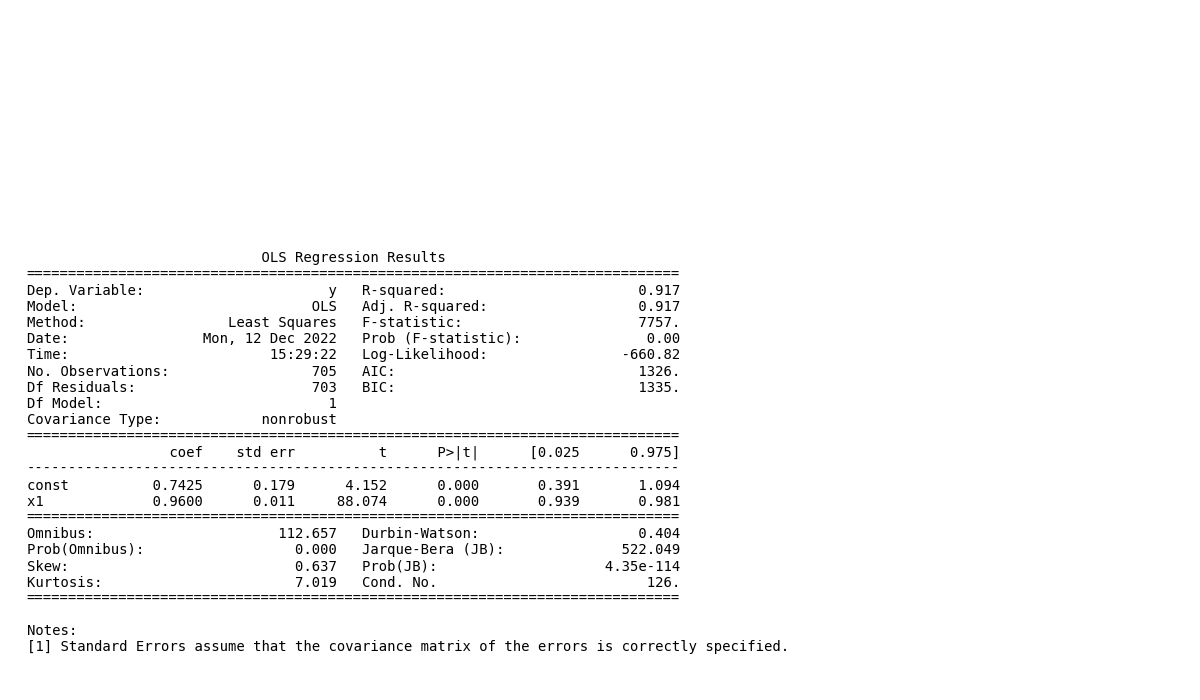 OLS Regression Results
==============================================================================
Dep. Variable:                      y   R-squared:                       0.917
Model:                            OLS   Adj. R-squared:                  0.917
Method:                 Least Squares   F-statistic:                     7757.
Date:                Mon, 12 Dec 2022   Prob (F-statistic):               0.00
Time:                        15:29:22   Log-Likelihood:                -660.82
No. Observations:                 705   AIC:                             1326.
Df Residuals:                     703   BIC:                             1335.
Df Model:                           1
Covariance Type:            nonrobust
==============================================================================
                 coef    std err          t      P>|t|      [0.025      0.975]
------------------------------------------------------------------------------
const          0.7425      0.179      4.152      0.000       0.391       1.094
x1             0.9600      0.011     88.074      0.000       0.939       0.981
==============================================================================
Omnibus:                      112.657   Durbin-Watson:                   0.404
Prob(Omnibus):                  0.000   Jarque-Bera (JB):              522.049
Skew:                           0.637   Prob(JB):                    4.35e-114
Kurtosis:                       7.019   Cond. No.                         126.
==============================================================================
Notes:
[1] Standard Errors assume that the covariance matrix of the errors is correctly specified.